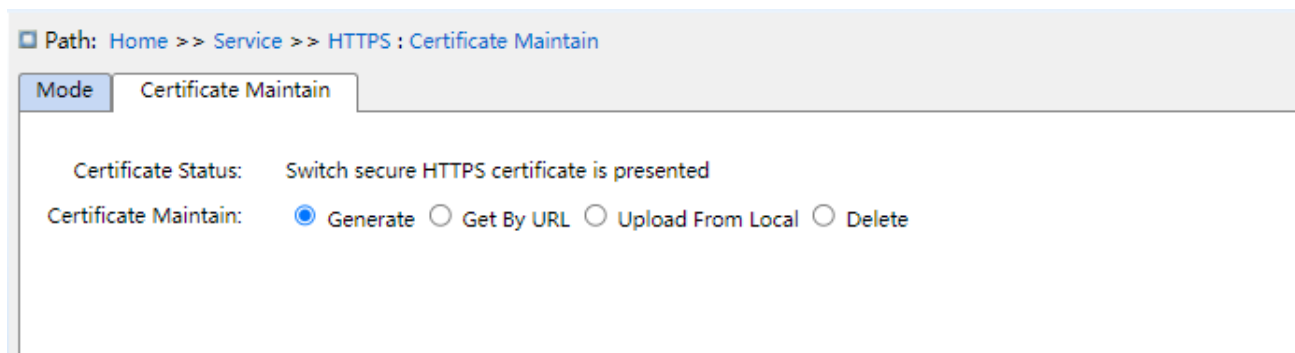 Path: Home >> Service >> HTTPS : Certificate Maintain
Mode Certificate Maintain
Certificate Status: Switch secure HTTPS certificate is presented
Certificate Maintain: Generate Get By URL Upload From Local Delete